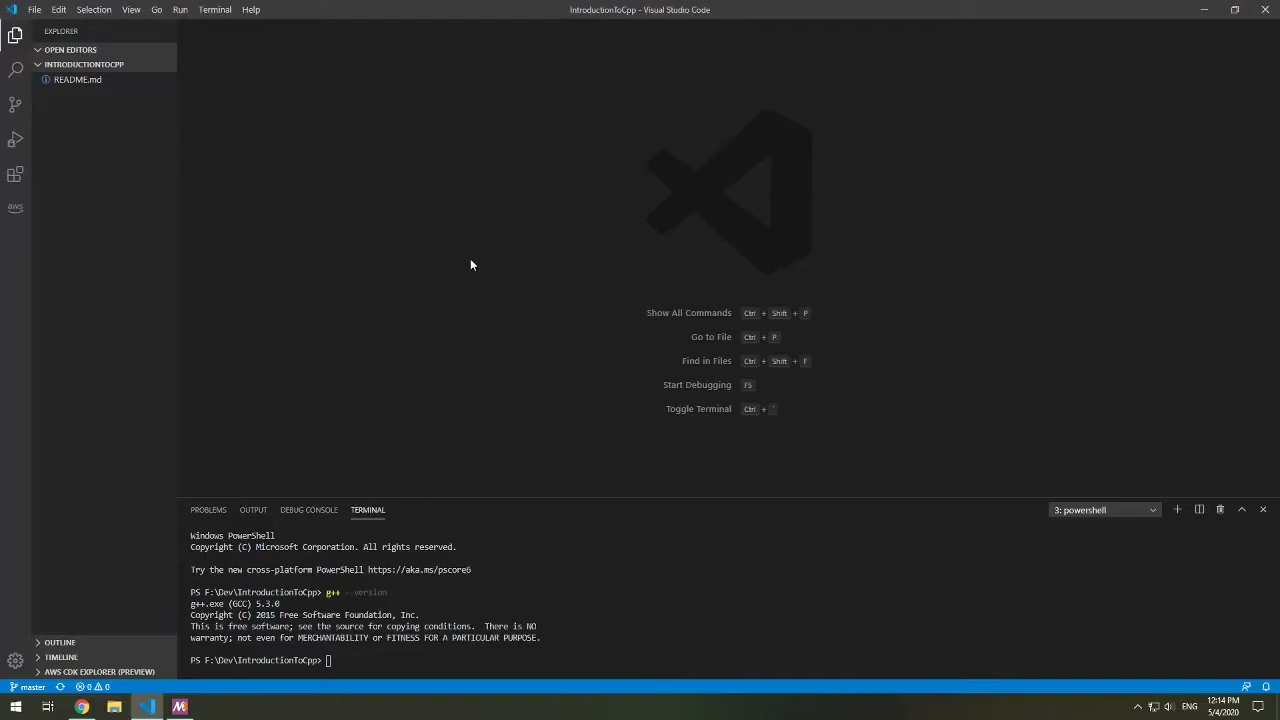 File Edit Selection View Go Run Terminal Help
IntroductionToCpp - Visual Studio Code
EXPLORER
OPEN EDITORS
INTRODUCTIONTOCPP
README.md
aws
Show All Commands Ctrl + Shift + P
Go to File Ctrl + P
Find in Files Ctrl + Shift + F
Start Debugging F5
Toggle Terminal Ctrl + `
PROBLEMS OUTPUT DEBUG CONSOLE TERMINAL
3: powershell
Windows PowerShell
Copyright (C) Microsoft Corporation. All rights reserved.
Try the new cross-platform PowerShell https://aka.ms/pscore6
PS F:\Dev\IntroductionToCpp> g++ --version
g++.exe (GCC) 5.3.0
Copyright (C) 2015 Free Software Foundation, Inc.
This is free software; see the source for copying conditions.  There is NO
warranty; not even for MERCHANTABILITY or FITNESS FOR A PARTICULAR PURPOSE.
PS F:\Dev\IntroductionToCpp>
OUTLINE
TIMELINE
AWS CDK EXPLORER (PREVIEW)
master 0 0
ENG
12:14 PM
5/4/2020